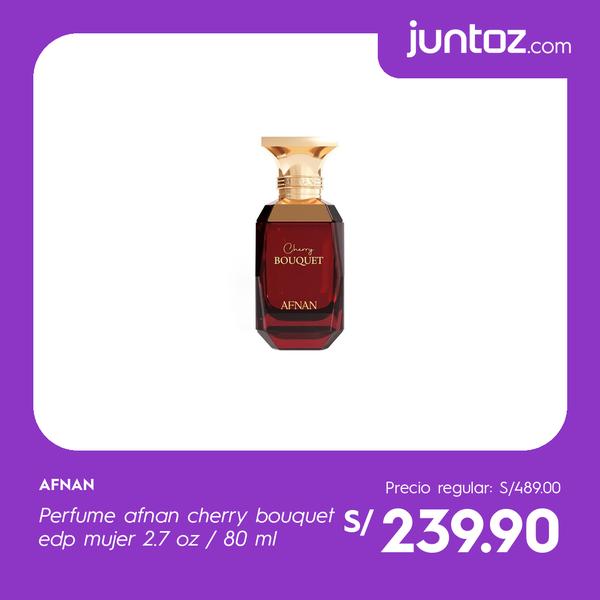 juntoz.com
Cherry
BOUQUET
AFNAN
AFNAN
Perfume afnan cherry bouquet
edp mujer 2.7 oz / 80 ml
Precio regular: S/489.00
S/ 239.90